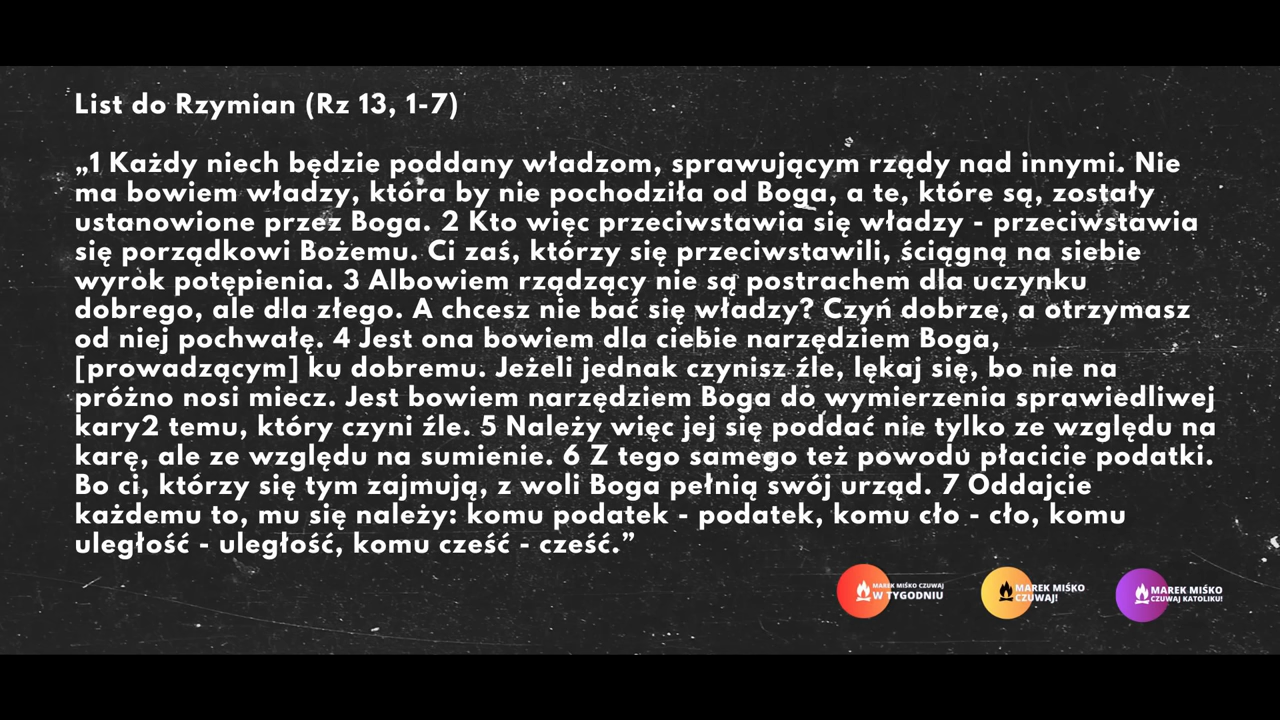 List do Rzymian (Rz 13, 1-7)
„1 Każdy niech będzie poddany władzom, sprawującym rządy nad innymi. Nie
ma bowiem władzy, która by nie pochodziła od Boga, a te, które są, zostały
ustanowione przez Boga. 2 Kto więc przeciwstawia się władzy - przeciwstawia
się porządkowi Bożemu. Ci zaś, którzy się przeciwstawili, ściągną na siebie
wyrok potępienia. 3 Albowiem rządzący nie są postrachem dla uczynku
dobrego, ale dla złego. A chcesz nie bać się władzy? Czyń dobrze, a otrzymasz
od niej pochwałę. 4 Jest ona bowiem dla ciebie narzędziem Boga,
[prowadzącym] ku dobremu. Jeżeli jednak czynisz źle, lękaj się, bo nie na
próżno nosi miecz. Jest bowiem narzędziem Boga do wymierzenia sprawiedliwej
kary2 temu, który czyni źle. 5 Należy więc jej się poddać nie tylko ze względu na
karę, ale ze względu na sumienie. 6 Z tego samego też powodu płacicie podatki.
Bo ci, którzy się tym zajmują, z woli Boga pełnią swój urząd. 7 Oddajcie
każdemu to, mu się należy: komu podatek - podatek, komu cło - cło, komu
uległość - uległość, komu cześć - cześć.”
MAREK MIŚKO CZUWAJ
W TYGODNIU
MAREK MIŚKO
CZUWAJ!
MAREK MIŚKO
CZUWAJ KATOLIKU!